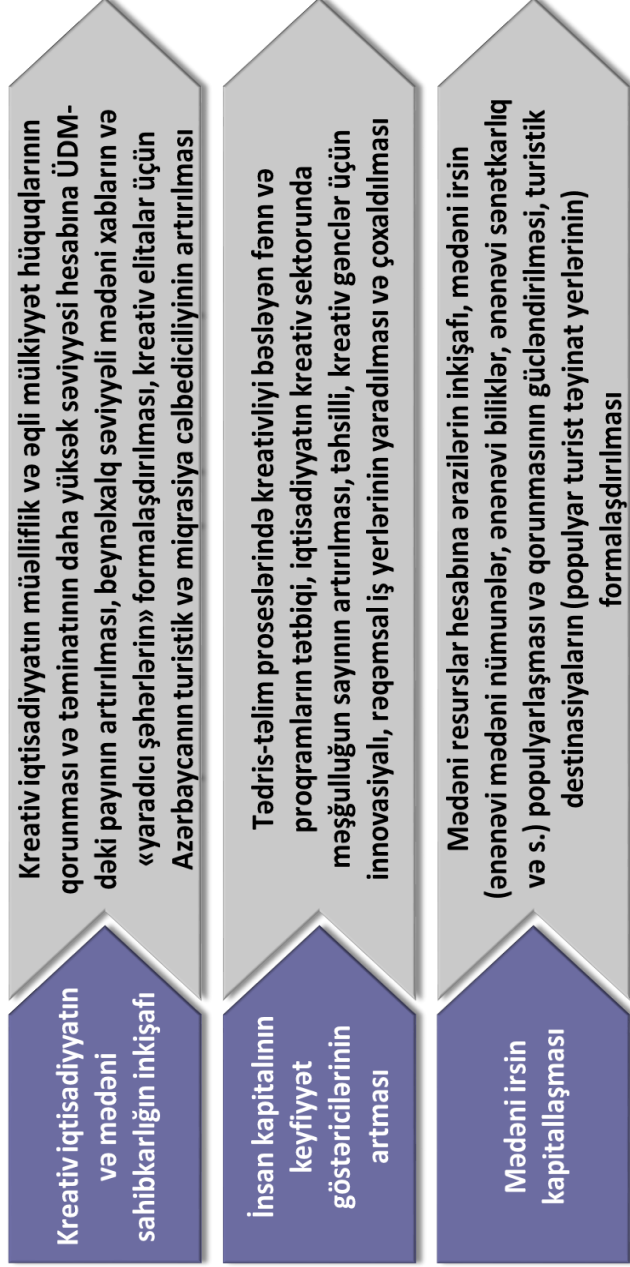 Kreativ iqtisadiyyatın
və mədəni
sahibkarlığın inkişafı
Kreativ iqtisadiyyatın müəlliflik və əqli mülkiyyət hüquqlarının
qorunması və təminatının daha yüksək səviyyəsi hesabına ÜDM-
dəki payının artırılması, beynəlxalq səviyyəli mədəni xabların və
«yaradıcı şəhərlərin» formalaşdırılması, kreativ elitalar üçün
Azərbaycanın turistik və miqrasiya cəlbediciliyinin artırılması
İnsan kapitalının
keyfiyyət
göstəricilərinin
artması
Tədris-təlim proseslərində kreativliyi bəsləyən fənn və
proqramların tətbiqi, iqtisadiyyatın kreativ sektorunda
məşğulluğun sayının artırılması, təhsilli, kreativ gənclər üçün
innovasiyalı, rəqəmsal iş yerlərinin yaradılması və çoxaldılması
Mədəni irsin
kapitallaşması
Mədəni resurslar hesabına ərazilərin inkişafı, mədəni irsin
(ənənəvi mədəni nümunələr, ənənəvi biliklər, ənənəvi sənətkarlıq
və s.) populyarlaşması və qorunmasının gücləndirilməsi, turistik
destinasiyaların (populyar turist təyinat yerlərinin)
formalaşdırılması